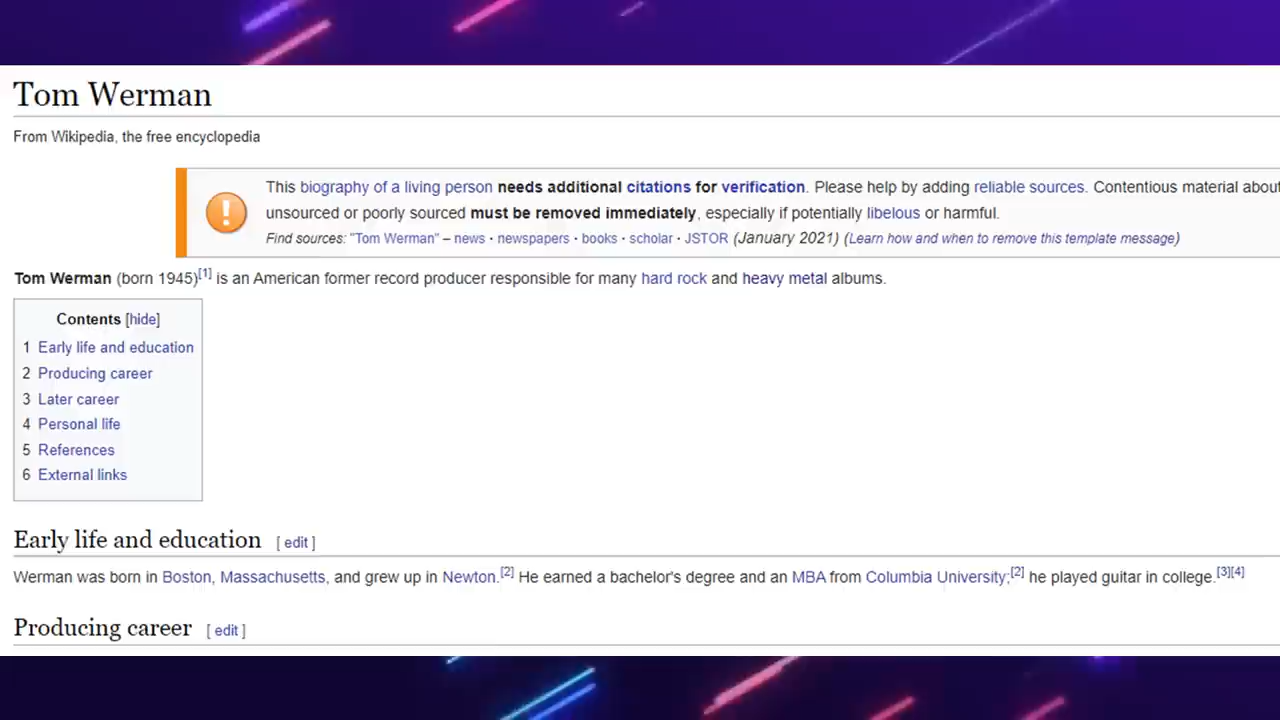 Tom Werman
From Wikipedia, the free encyclopedia
This biography of a living person needs additional citations for verification. Please help by adding reliable sources. Contentious material about
unsourced or poorly sourced must be removed immediately, especially if potentially libelous or harmful.
Find sources: "Tom Werman" – news · newspapers · books · scholar · JSTOR (January 2021) (Learn how and when to remove this template message)
Tom Werman (born 1945)[1] is an American former record producer responsible for many hard rock and heavy metal albums.
Contents [hide]
1 Early life and education
2 Producing career
3 Later career
4 Personal life
5 References
6 External links
Early life and education [ edit ]
Werman was born in Boston, Massachusetts, and grew up in Newton.[2] He earned a bachelor's degree and an MBA from Columbia University;[2] he played guitar in college.[3][4]
Producing career [ edit ]